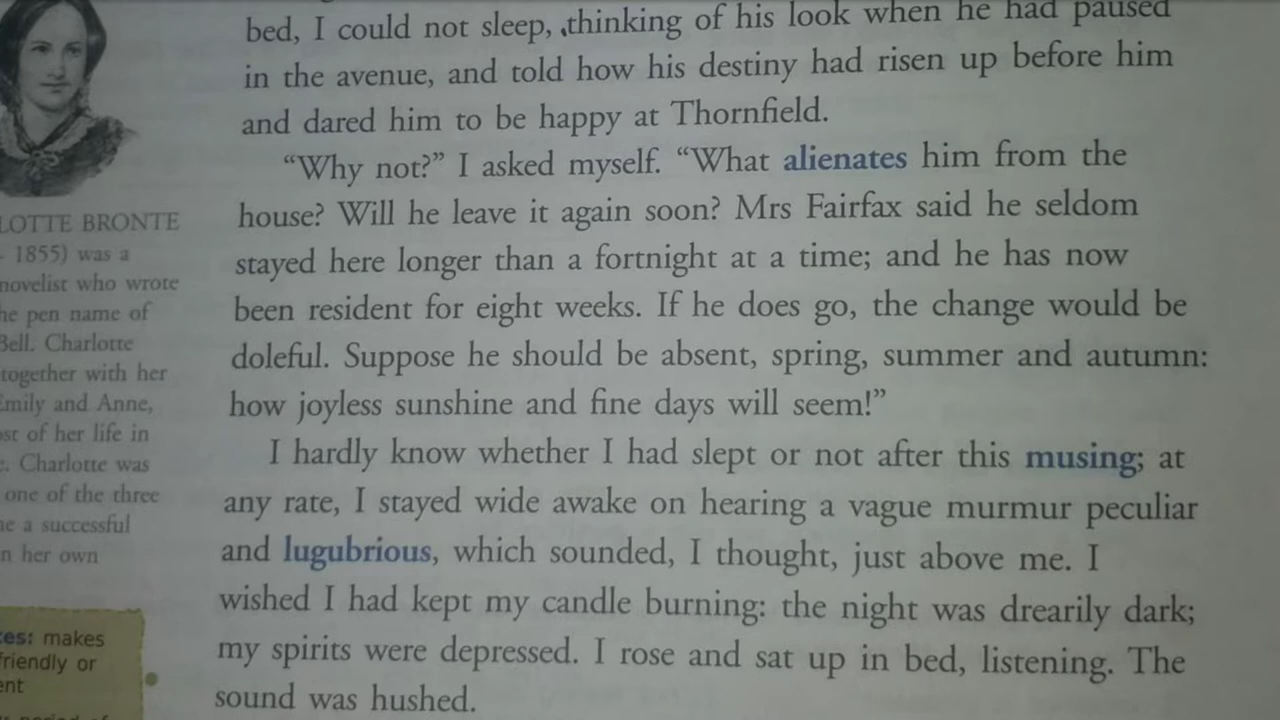 bed, I could not sleep, thinking of his look when he had paused
in the avenue, and told how his destiny had risen up before him
and dared him to be happy at Thornfield.
“Why not?” I asked myself. “What alienates him from the
house? Will he leave it again soon? Mrs Fairfax said he seldom
stayed here longer than a fortnight at a time; and he has now
been resident for eight weeks. If he does go, the change would be
doleful. Suppose he should be absent, spring, summer and autumn:
how joyless sunshine and fine days will seem!”
I hardly know whether I had slept or not after this musing; at
any rate, I stayed wide awake on hearing a vague murmur peculiar
and lugubrious, which sounded, I thought, just above me. I
wished I had kept my candle burning: the night was drearily dark;
my spirits were depressed. I rose and sat up in bed, listening. The
sound was hushed.
LOTTE BRONTE
- 1855) was a
novelist who wrote
he pen name of
Bell. Charlotte
together with her
Emily and Anne,
ost of her life in
Charlotte was
one of the three
me a successful
n her own
tes: makes
friendly or
ent
period of